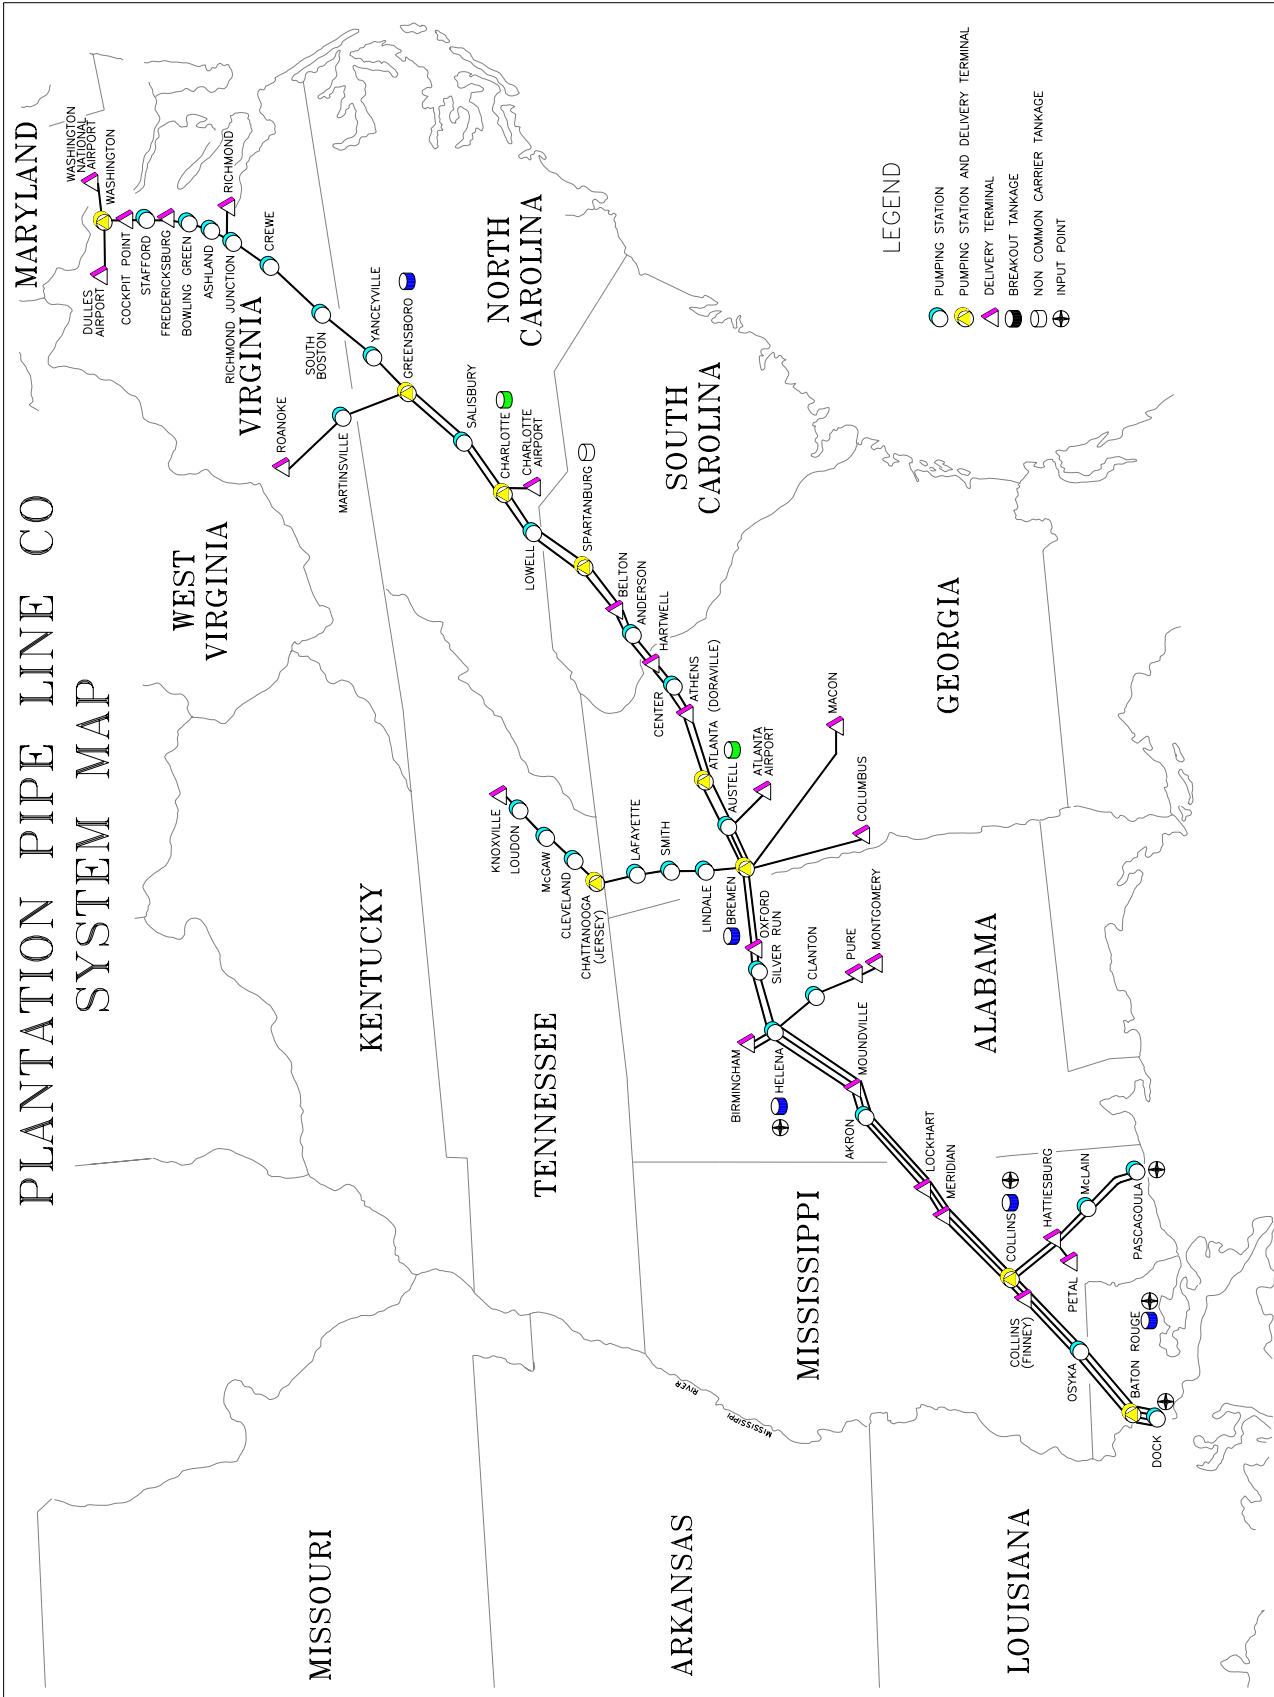 PLANTATION PIPE LINE CO
SYSTEM MAP
MARYLAND
WEST
VIRGINIA
VIRGINIA
KENTUCKY
MISSOURI
TENNESSEE
NORTH
CAROLINA
SOUTH
CAROLINA
ARKANSAS
MISSISSIPPI
ALABAMA
GEORGIA
LOUISIANA
MISSISSIPPI
RIVER
WASHINGTON
NATIONAL
AIRPORT
WASHINGTON
DULLES
AIRPORT
COCKPIT POINT
STAFFORD
FREDERICKSBURG
BOWLING GREEN
ASHLAND
RICHMOND JUNCTION
RICHMOND
CREWE
SOUTH
BOSTON
YANCEYVILLE
GREENSBORO
ROANOKE
MARTINSVILLE
SALISBURY
CHARLOTTE
CHARLOTTE
AIRPORT
LOWELL
SPARTANBURG
BELTON
ANDERSON
HARTWELL
CENTER
ATHENS
ATLANTA (DORAVILLE)
AUSTELL
ATLANTA
AIRPORT
MACON
COLUMBUS
KNOXVILLE
LOUDON
McGAW
CLEVELAND
CHATTANOOGA
(JERSEY)
LAFAYETTE
SMITH
LINDALE
BREMEN
OXFORD
SILVER RUN
CLANTON
PURE
MONTGOMERY
BIRMINGHAM
HELENA
MOUNDVILLE
AKRON
LOCKHART
MERIDIAN
COLLINS
HATTIESBURG
McLAIN
PASCAGOULA
PETAL
COLLINS
(FINNEY)
OSYKA
BATON ROUGE
DOCK
LEGEND
PUMPING STATION
PUMPING STATION AND DELIVERY TERMINAL
DELIVERY TERMINAL
BREAKOUT TANKAGE
NON COMMON CARRIER TANKAGE
INPUT POINT